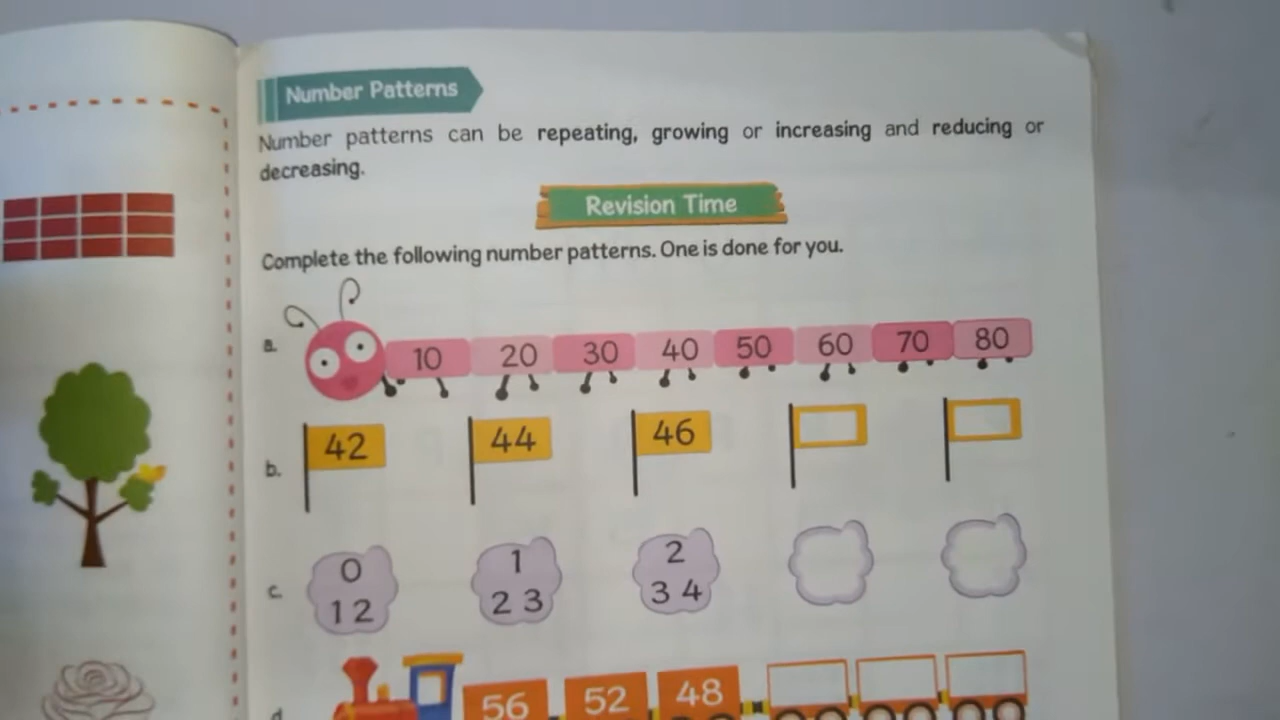 Number Patterns
Number patterns can be repeating, growing or increasing and reducing or
decreasing.
Revision Time
Complete the following number patterns. One is done for you.
a. 10 20 30 40 50 60 70 80
b. 42 44 46
c. 0 1 2
1 2 2 3 3 4
56 52 48